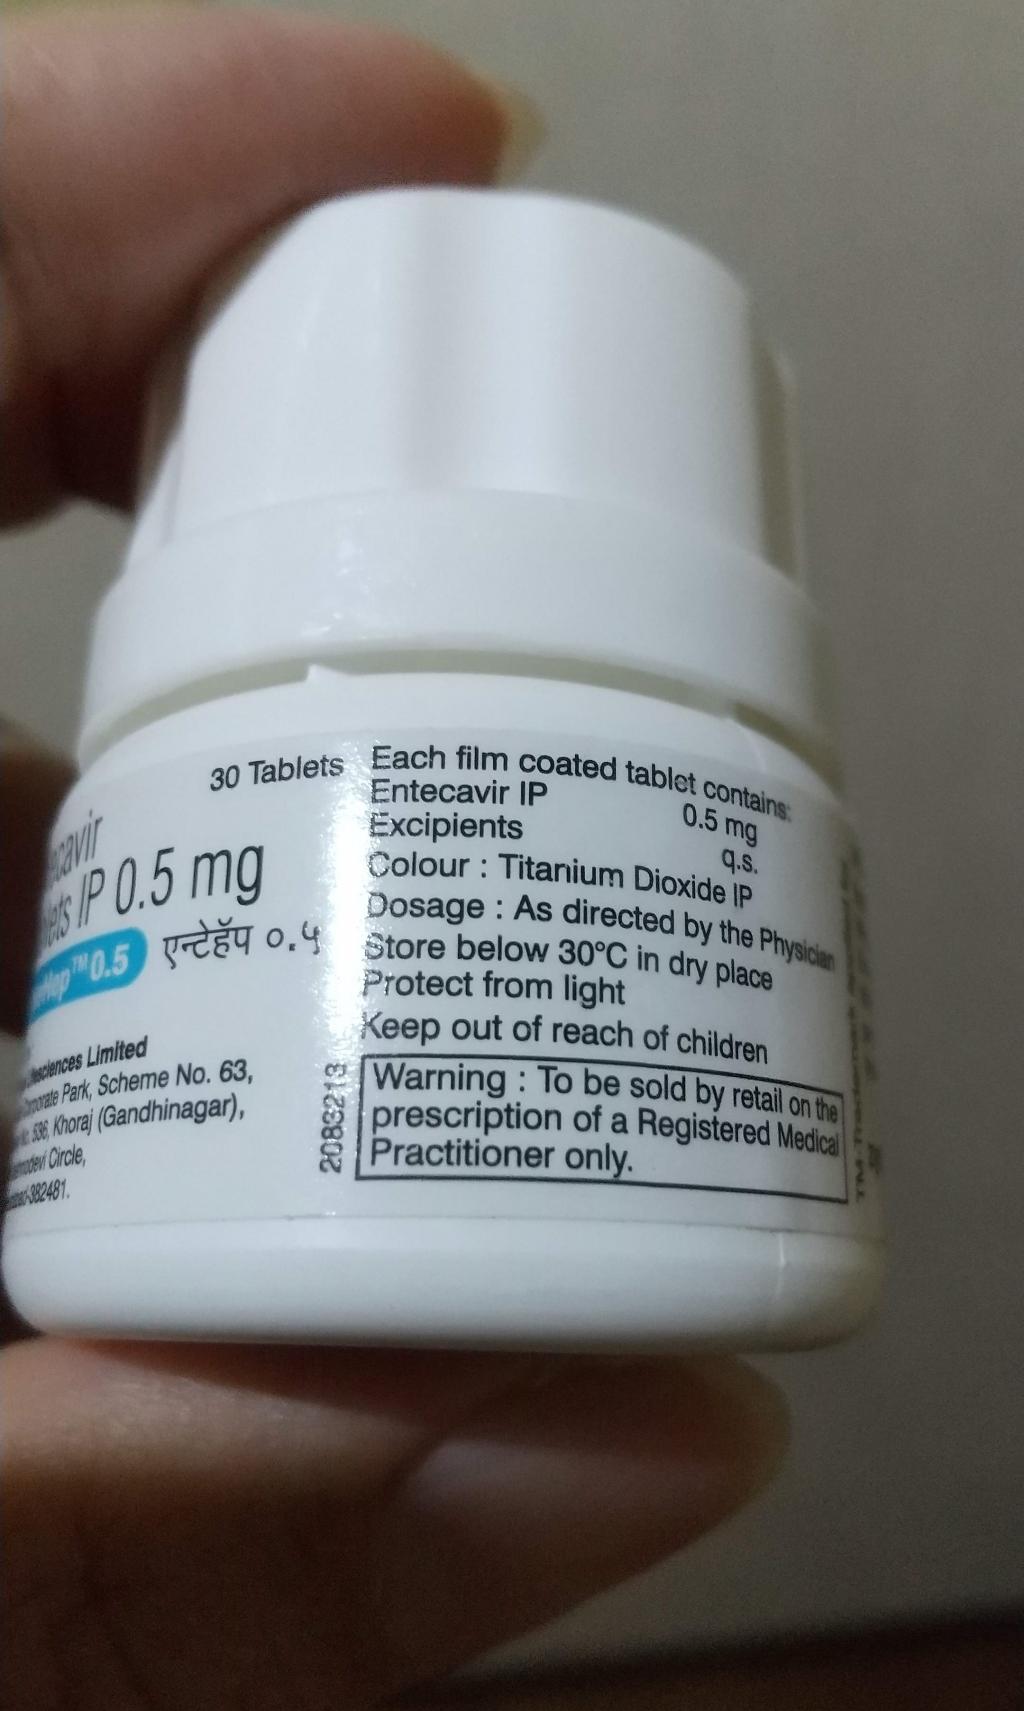 30 Tablets
IP 0.5 mg
0.5
एन्टेहॅप ०.५
Limited
Park, Scheme No. 63,
Khoraj (Gandhinagar),
Circle,
2083213
Each film coated tablet contains:
Entecavir IP 0.5 mg
Excipients q.s.
Colour : Titanium Dioxide IP
Dosage : As directed by the Physician
Store below 30°C in dry place
Protect from light
Keep out of reach of children
Warning : To be sold by retail on the
prescription of a Registered Medical
Practitioner only.